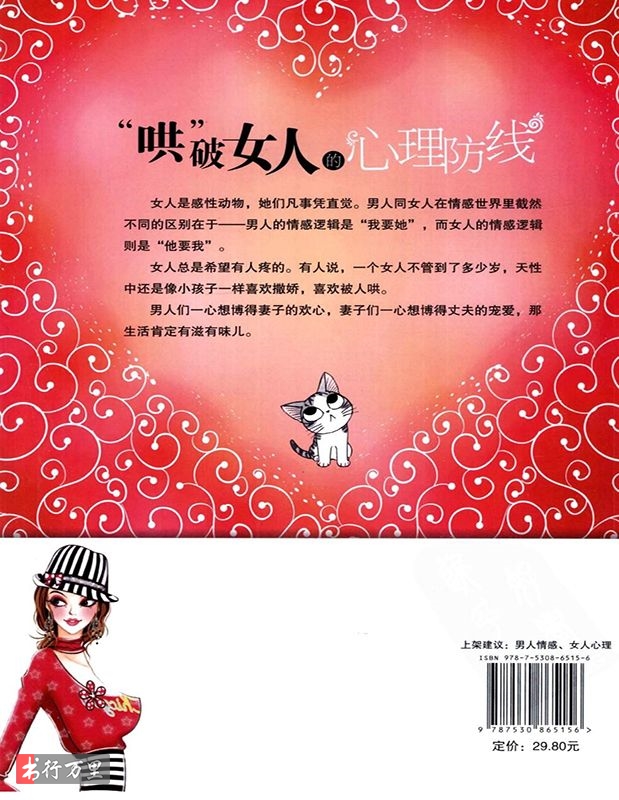 “哄”破女人的心理防线
女人是感性动物，她们凡事凭直觉。男人同女人在情感世界里截然
不同的区别在于——男人的情感逻辑是“我要她”，而女人的情感逻辑
则是“他要我”。
女人总是希望有人疼的。有人说，一个女人不管到了多少岁，天性
中还是像小孩子一样喜欢撒娇，喜欢被人哄。
男人们一心想博得妻子的欢心，妻子们一心想博得丈夫的宠爱，那
生活肯定有滋有味儿。
上架建议：男人情感、女人心理
ISBN 978-7-5308-6515-6
9 787530 865156 >
定价：29.80元
书行万里